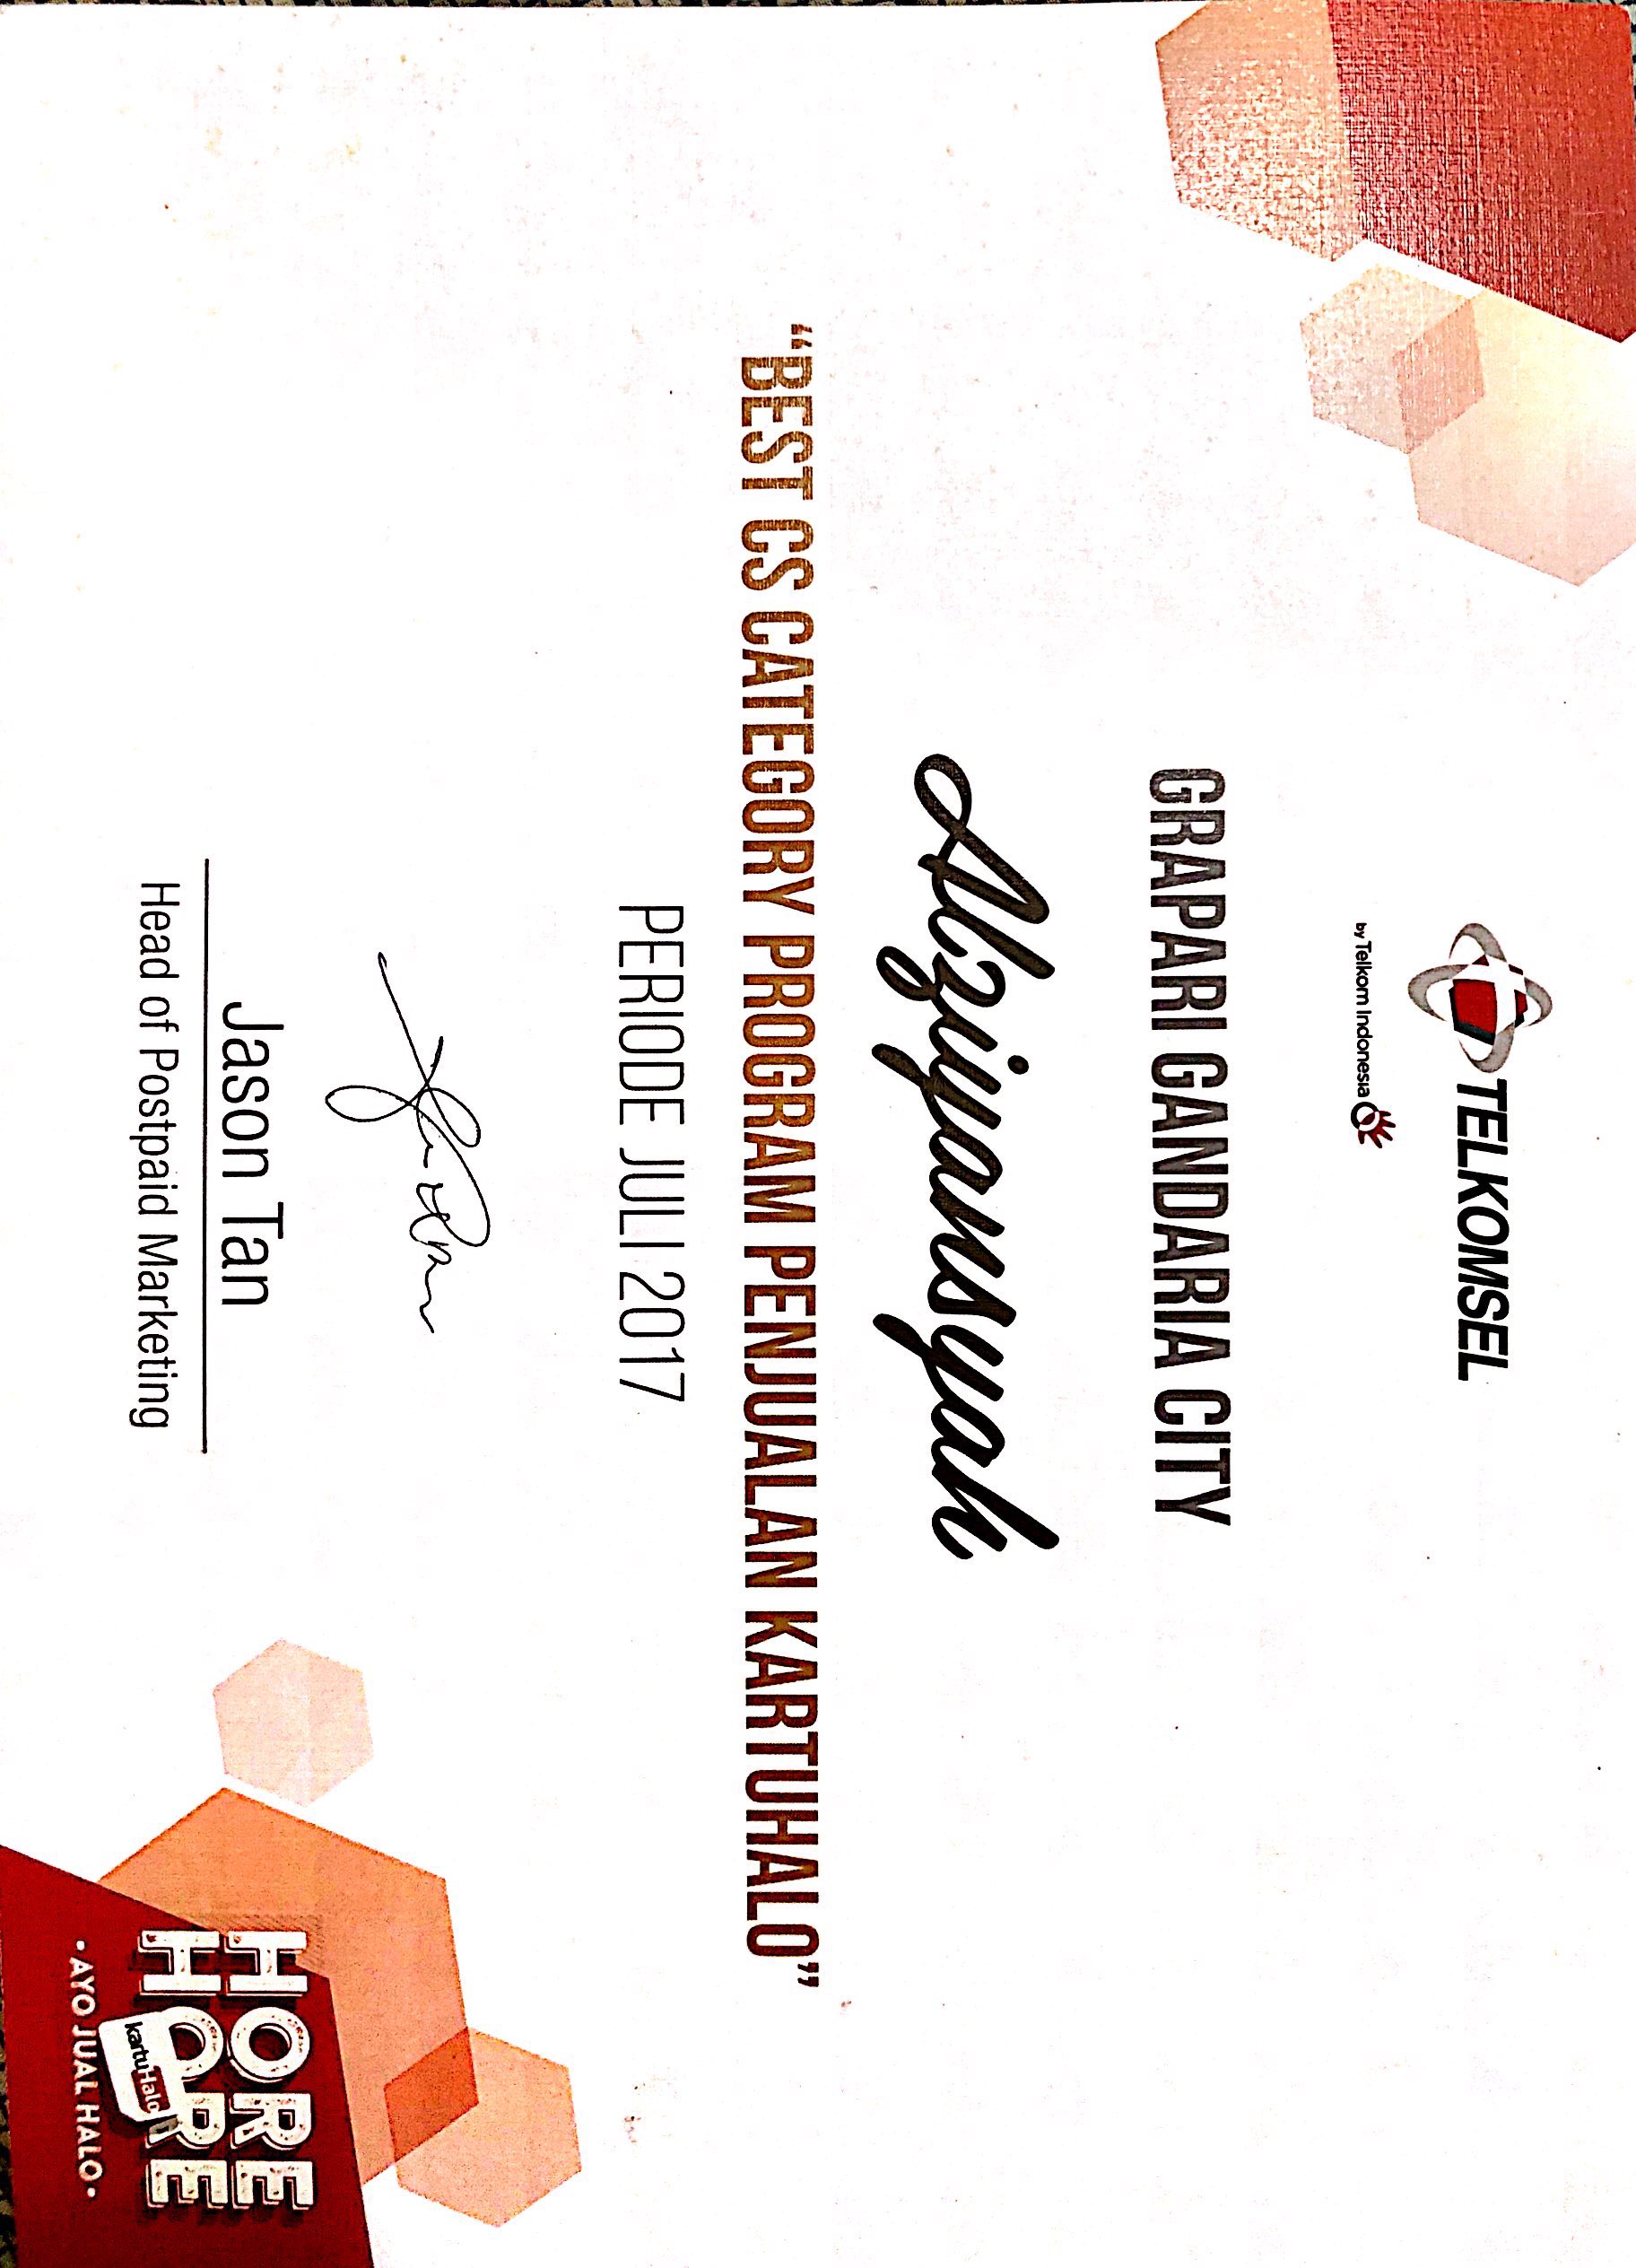 TELKOMSEL
by Telkom Indonesia
GRAPARI GANDARIA CITY
Alziyansyah
“BEST CS CATEGORY PROGRAM PENJUALAN KARTUHALO”
PERIODE JULI 2017
Jason Tan
Head of Postpaid Marketing
HORE
HORE
kartuHalo
• AYO JUAL HALO •